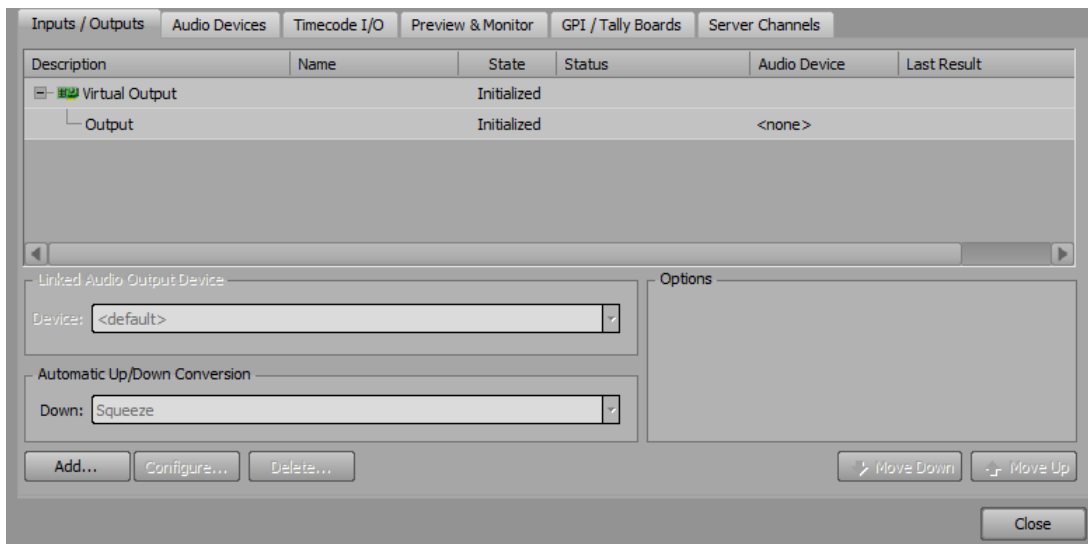 Inputs / Outputs Audio Devices Timecode I/O Preview & Monitor GPI / Tally Boards Server Channels
Description Name State Status Audio Device Last Result
Virtual Output Initialized
Output Initialized <none>
Linked Audio Output Device Options
Device: <default>
Automatic Up/Down Conversion
Down: Squeeze
Add... Configure... Delete... Move Down Move Up
Close